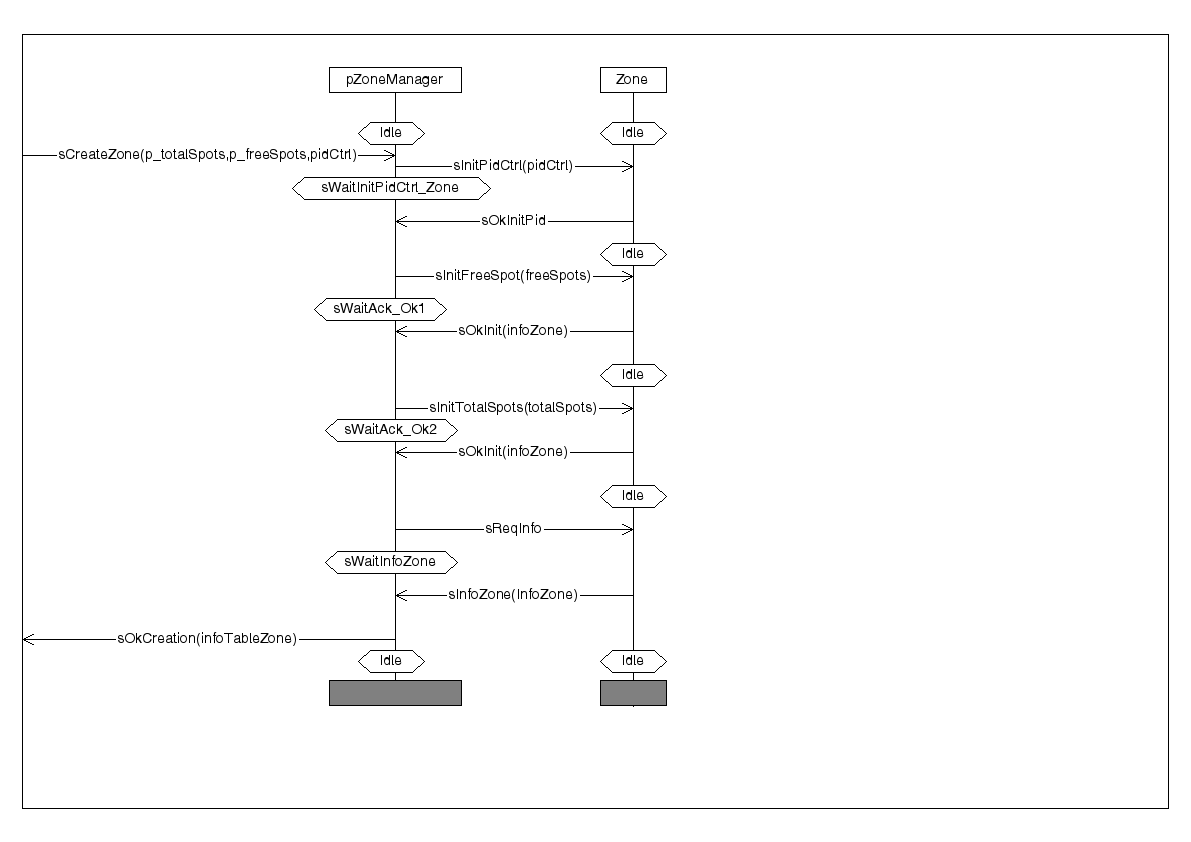 pZoneManager Zone
Idle Idle
sCreateZone(p_totalSpots,p_freeSpots,pidCtrl)
sInitPidCtrl(pidCtrl)
sWaitInitPidCtrl_Zone
sOkInitPid
Idle
sInitFreeSpot(freeSpots)
sWaitAck_Ok1
sOkInit(infoZone)
Idle
sInitTotalSpots(totalSpots)
sWaitAck_Ok2
sOkInit(infoZone)
Idle
sReqInfo
sWaitInfoZone
sInfoZone(InfoZone)
sOkCreation(infoTableZone)
Idle Idle